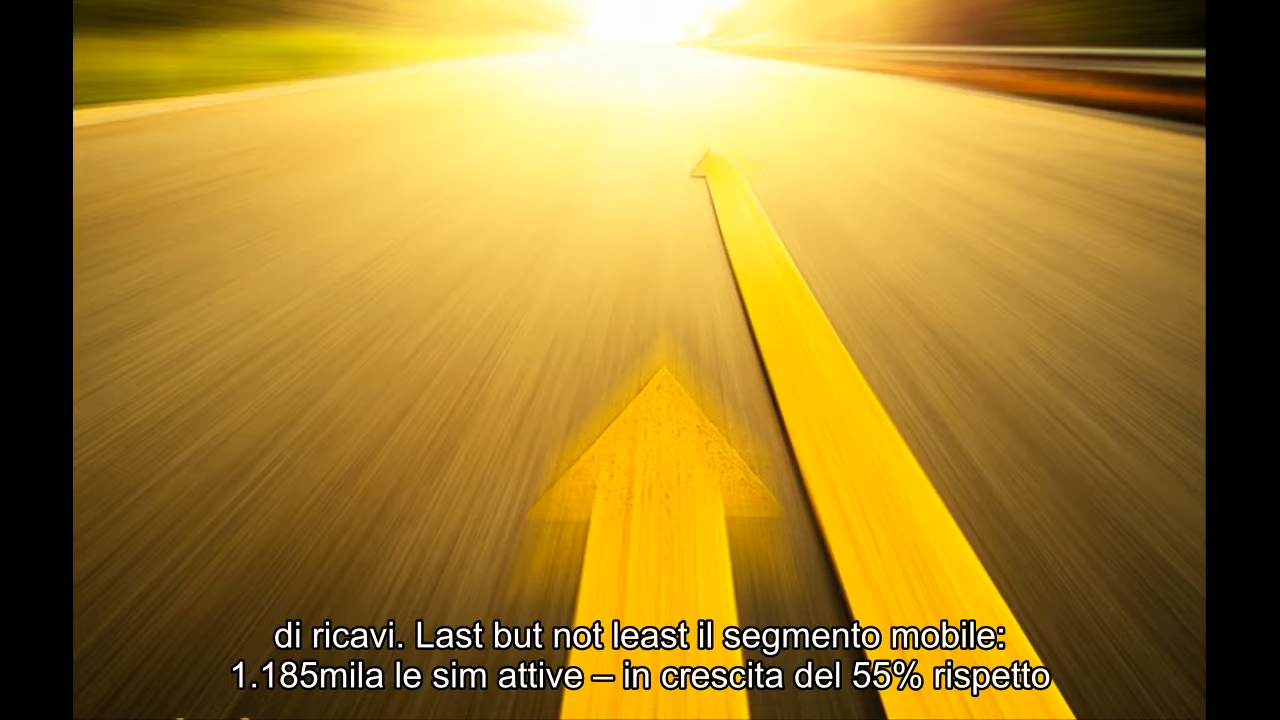 di ricavi. Last but not least il segmento mobile:
1.185mila le sim attive – in crescita del 55% rispetto